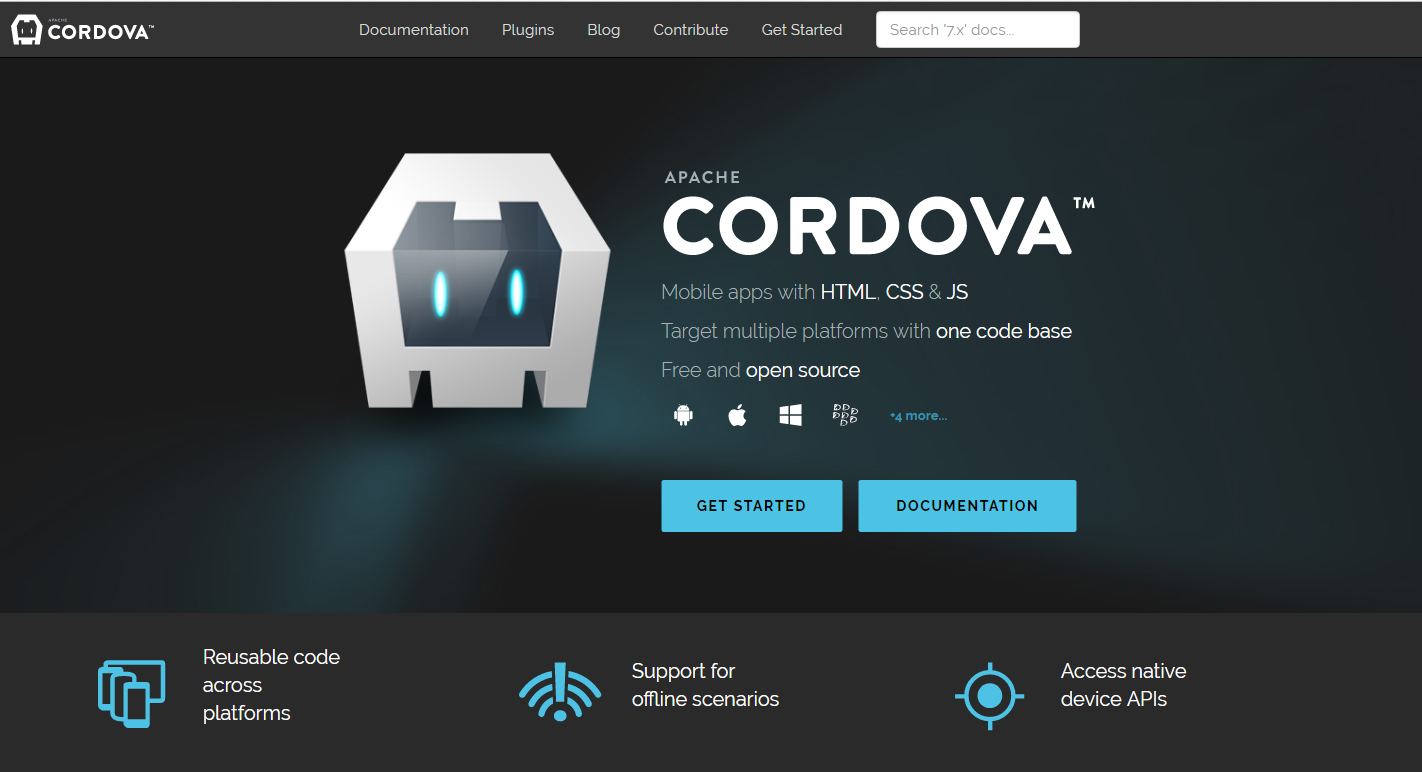 APACHE
CORDOVA™
Documentation
Plugins
Blog
Contribute
Get Started
Search '7.x' docs...
APACHE
CORDOVA™
Mobile apps with HTML, CSS & JS
Target multiple platforms with one code base
Free and open source
+4 more...
GET STARTED
DOCUMENTATION
Reusable code
across
platforms
Support for
offline scenarios
Access native
device APIs